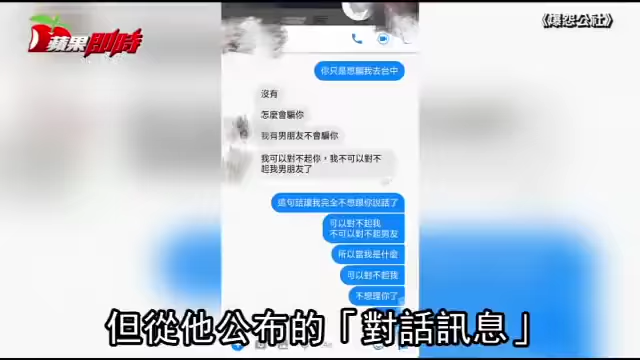 蘋果即時
《爆怨公社》
你只是想騙我去台中
沒有
怎麼會騙你
我有男朋友不會騙你
我可以對不起你，我不可以對不
起我男朋友了
這句話讓我完全不想跟你說話了
可以對不起我
不可以對不起男友
所以當我是什麼
可以對不起我
不想理你了
但從他公布的「對話訊息」